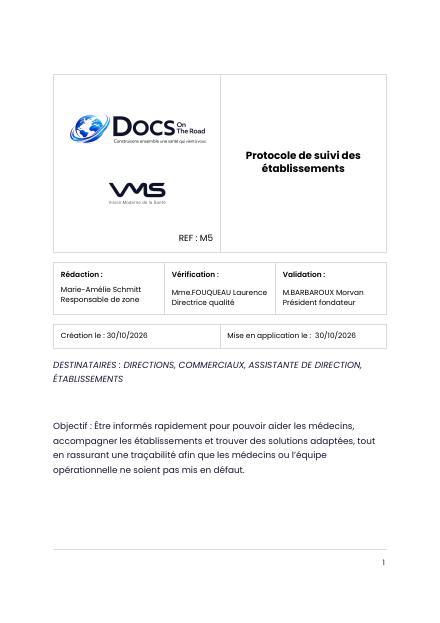 DOCS On
The Road
Construisons ensemble une santé qui vient à vous
VMS
Vision Moderne de la Santé
REF : M5
Protocole de suivi des
établissements
Rédaction :
Marie-Amélie Schmitt
Responsable de zone
Vérification :
Mme.FOUQUEAU Laurence
Directrice qualité
Validation :
M.BARBAROUX Morvan
Président fondateur
Création le : 30/10/2026
Mise en application le : 30/10/2026
DESTINATAIRES : DIRECTIONS, COMMERCIAUX, ASSISTANTE DE DIRECTION,
ÉTABLISSEMENTS
Objectif : Être informés rapidement pour pouvoir aider les médecins,
accompagner les établissements et trouver des solutions adaptées, tout
en rassurant une traçabilité afin que les médecins ou l’équipe
opérationnelle ne soient pas mis en défaut.
1